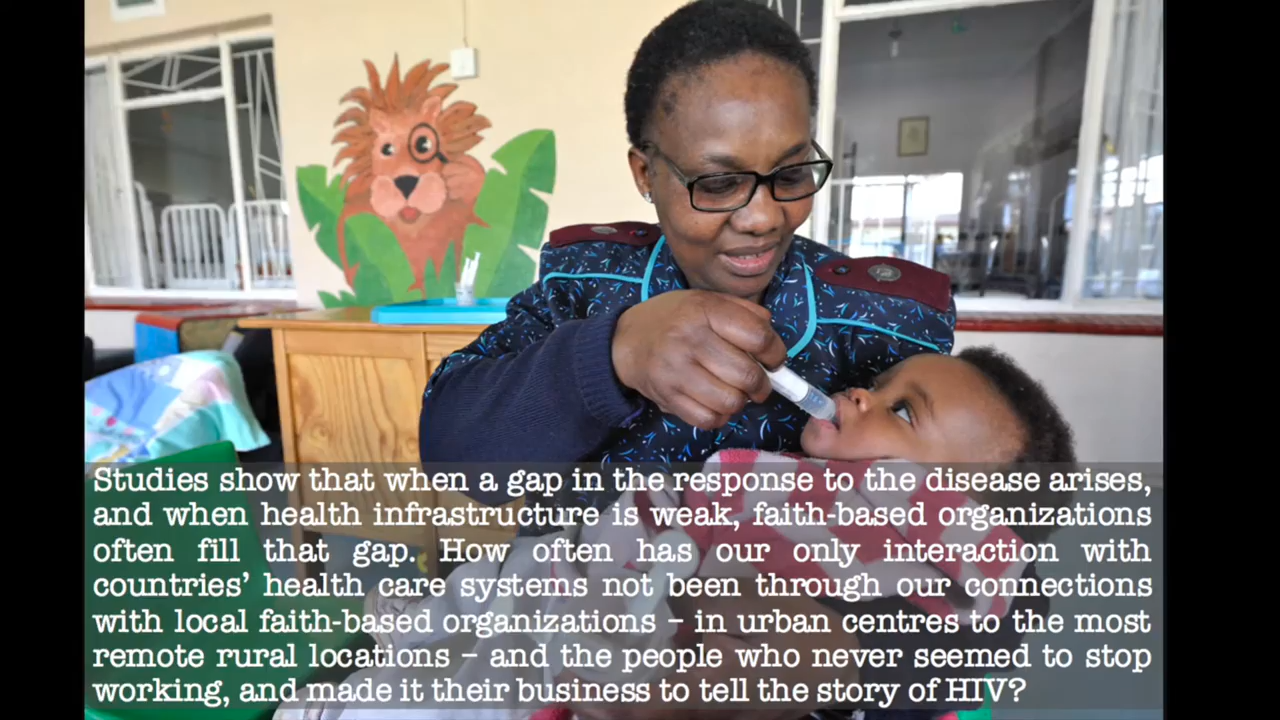 Studies show that when a gap in the response to the disease arises,
and when health infrastructure is weak, faith-based organizations
often fill that gap. How often has our only interaction with
countries’ health care systems not been through our connections
with local faith-based organizations – in urban centres to the most
remote rural locations – and the people who never seemed to stop
working, and made it their business to tell the story of HIV?